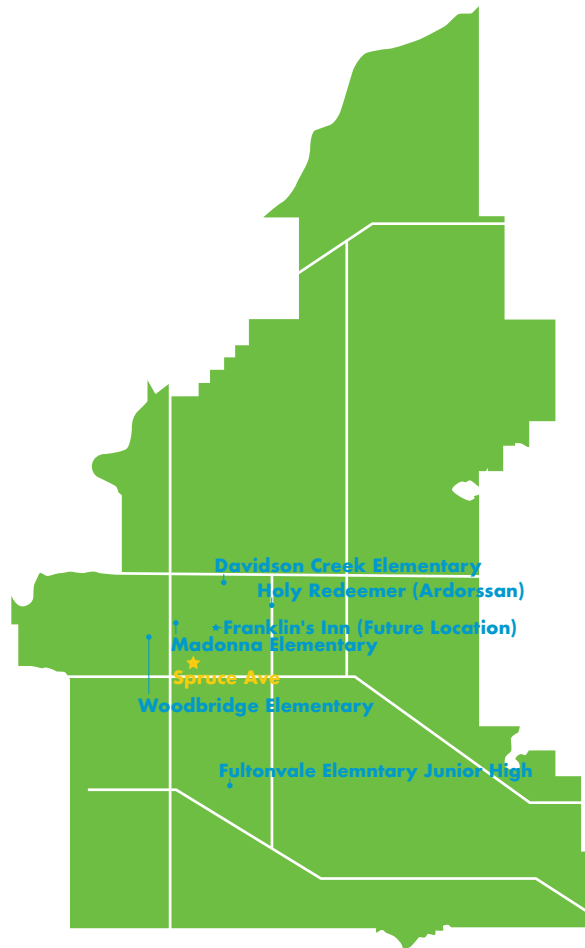 Davidson Creek Elementary
Holy Redeemer (Ardorssan)
Franklin's Inn (Future Location)
Madonna Elementary
Spruce Ave
Woodbridge Elementary
Fultonvale Elemntary Junior High